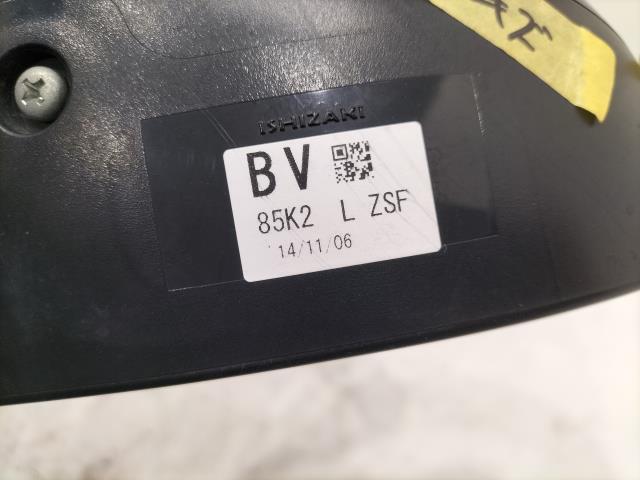 ISHIZAKI
BV
85K2 L ZSF
'14/11/06